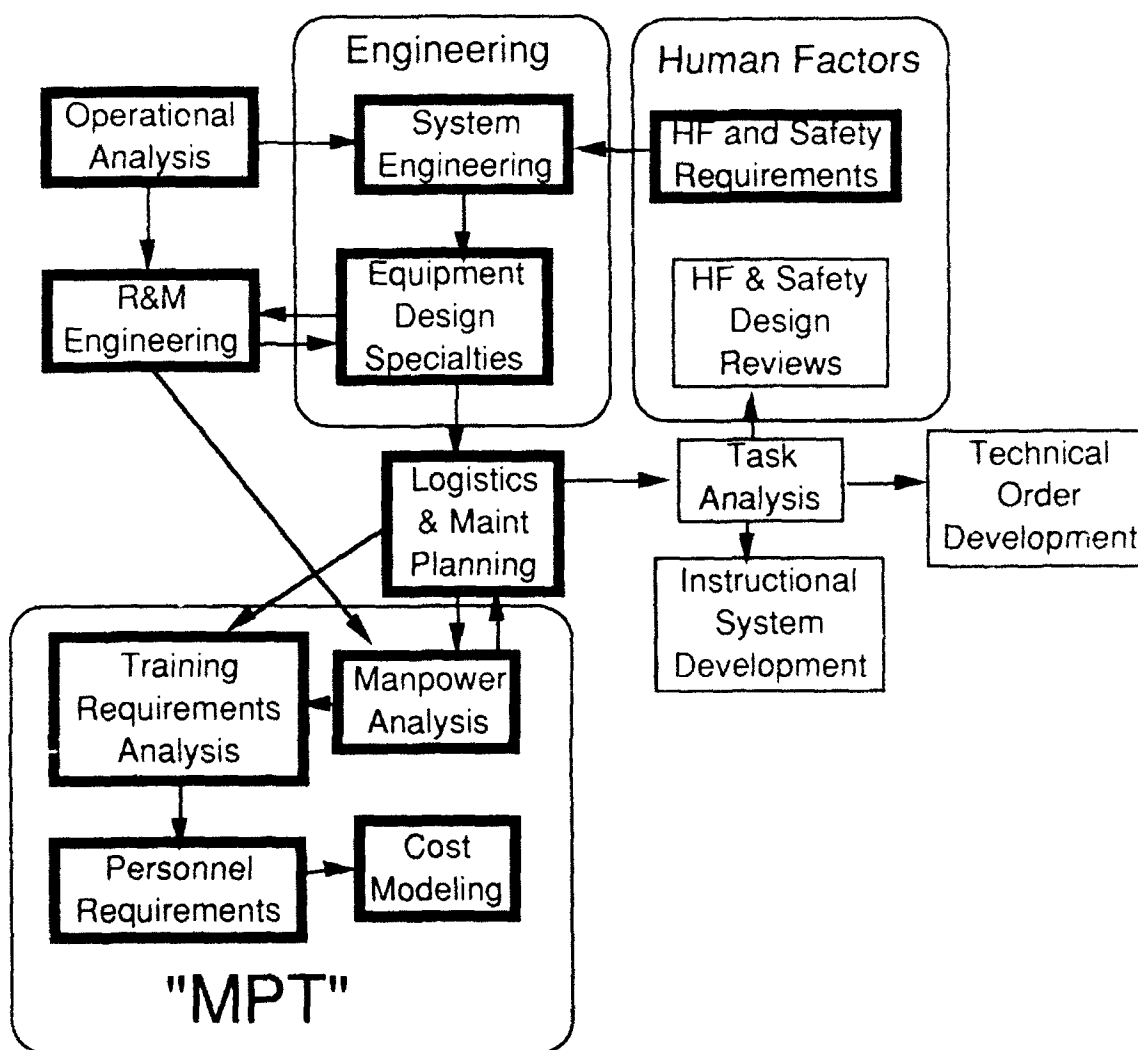 Engineering
Human Factors
Operational
Analysis
System
Engineering
HF and Safety
Requirements
R&M
Engineering
Equipment
Design
Specialties
HF & Safety
Design
Reviews
Logistics
& Maint
Planning
Task
Analysis
Technical
Order
Development
Instructional
System
Development
Training
Requirements
Analysis
Manpower
Analysis
Personnel
Requirements
Cost
Modeling
"MPT"